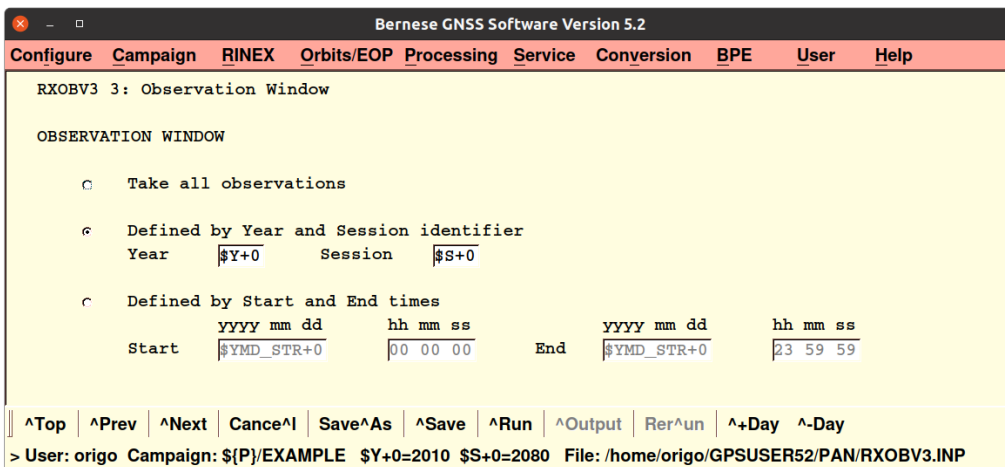 Bernese GNSS Software Version 5.2
Configure Campaign RINEX Orbits/EOP Processing Service Conversion BPE User Help
RXOBV3 3: Observation Window
OBSERVATION WINDOW
Take all observations
Defined by Year and Session identifier
Year $Y+0 Session $S+0
Defined by Start and End times
yyyy mm dd hh mm ss yyyy mm dd hh mm ss
Start $YMD_STR+0 00 00 00 End $YMD_STR+0 23 59 59
^Top ^Prev ^Next Cance^l Save^As ^Save ^Run ^Output Rer^un ^+Day ^-Day
> User: origo Campaign: ${P}/EXAMPLE $Y+0=2010 $S+0=2080 File: /home/origo/GPSUSER52/PAN/RXOBV3.INP